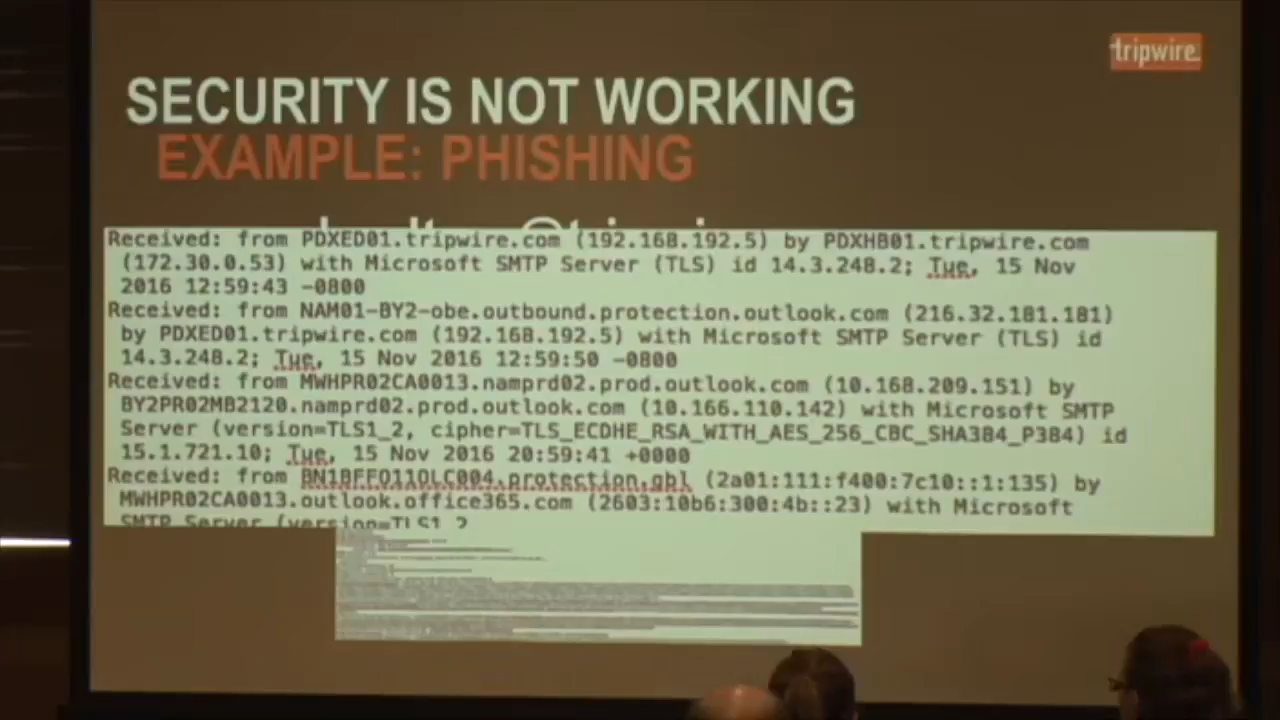 tripwire
SECURITY IS NOT WORKING
EXAMPLE: PHISHING
Received: from PDXED01.tripwire.com (192.168.192.5) by PDXHB01.tripwire.com
(172.30.0.53) with Microsoft SMTP Server (TLS) id 14.3.248.2; Tue, 15 Nov
2016 12:59:43 -0800
Received: from NAM01-BY2-obe.outbound.protection.outlook.com (216.32.181.181)
by PDXED01.tripwire.com (192.168.192.5) with Microsoft SMTP Server (TLS) id
14.3.248.2; Tue, 15 Nov 2016 12:59:50 -0800
Received: from MWHPR02CA0013.namprd02.prod.outlook.com (10.168.209.151) by
BY2PR02MB2120.namprd02.prod.outlook.com (10.166.110.142) with Microsoft SMTP
Server (version=TLS1_2, cipher=TLS_ECDHE_RSA_WITH_AES_256_CBC_SHA384_P384) id
15.1.721.10; Tue, 15 Nov 2016 20:59:41 +0000
Received: from BN1BFFO11OLC004.protection.gbl (2a01:111:f400:7c10::1:135) by
MWHPR02CA0013.outlook.office365.com (2603:10b6:300:4b::23) with Microsoft
SMTP Server (version=TLS1_2